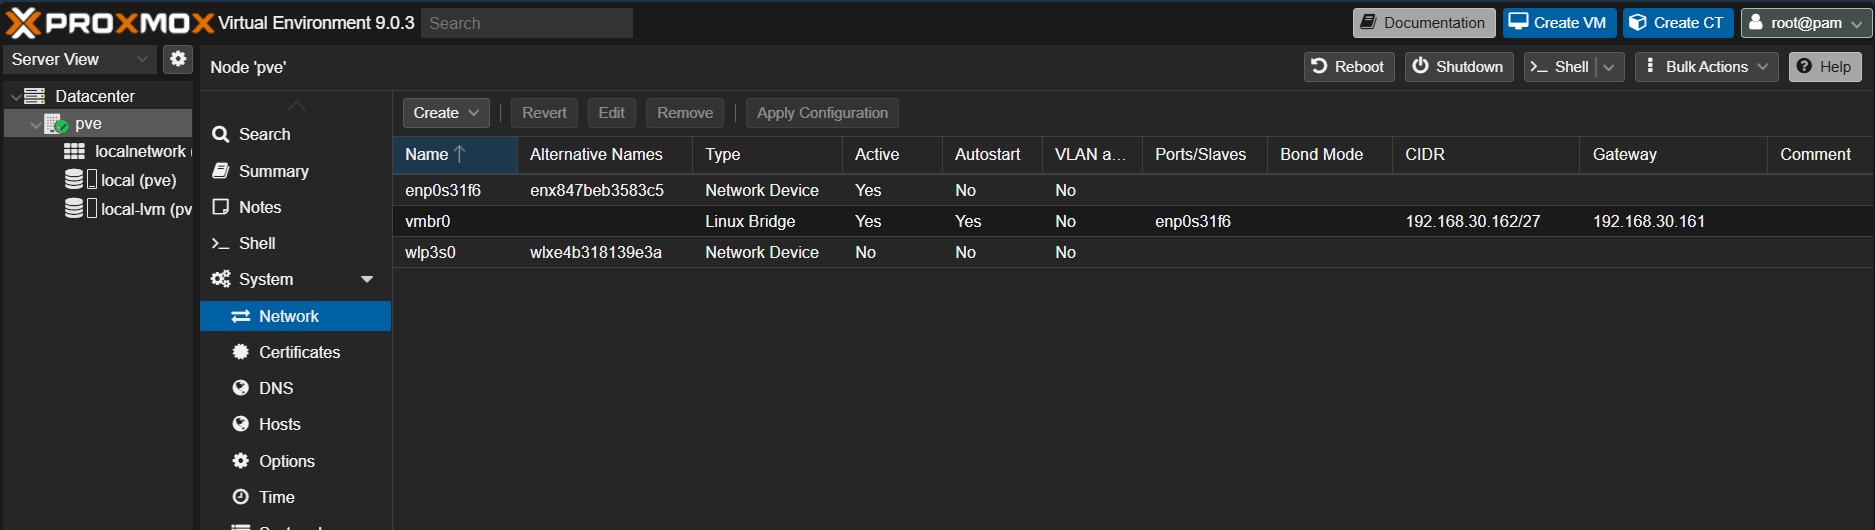 PROXMOX Virtual Environment 9.0.3 Search Documentation Create VM Create CT root@pam
Server View Node 'pve' Reboot Shutdown Shell Bulk Actions Help
Datacenter
pve
localnetwork (
local (pve)
local-lvm (pv
Search
Summary
Notes
Shell
System
Network
Certificates
DNS
Hosts
Options
Time
Create Revert Edit Remove Apply Configuration
Name Alternative Names Type Active Autostart VLAN a... Ports/Slaves Bond Mode CIDR Gateway Comment
enp0s31f6 enx847beb3583c5 Network Device Yes No No
vmbr0 Linux Bridge Yes Yes No enp0s31f6 192.168.30.162/27 192.168.30.161
wlp3s0 wlxe4b318139e3a Network Device No No No